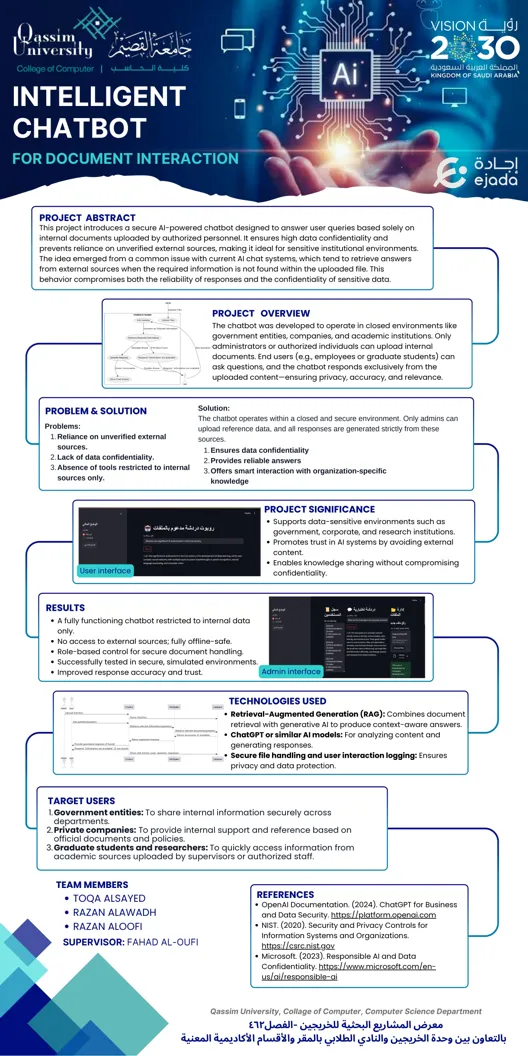 Qassim University
جامعة القصيم
College of Computer | كلية الحاسب
VISION رؤية
2030
المملكة العربية السعودية
KINGDOM OF SAUDI ARABIA
Ai
INTELLIGENT
CHATBOT
FOR DOCUMENT INTERACTION
إجادة
ejada
PROJECT ABSTRACT
This project introduces a secure AI-powered chatbot designed to answer user queries based solely on
internal documents uploaded by authorized personnel. It ensures high data confidentiality and
prevents reliance on unverified external sources, making it ideal for sensitive institutional environments.
The idea emerged from a common issue with current AI chat systems, which tend to retrieve answers
from external sources when the required information is not found within the uploaded file. This
behavior compromises both the reliability of responses and the confidentiality of sensitive data.
PROJECT OVERVIEW
The chatbot was developed to operate in closed environments like
government entities, companies, and academic institutions. Only
administrators or authorized individuals can upload internal
documents. End users (e.g., employees or graduate students) can
ask questions, and the chatbot responds exclusively from the
uploaded content—ensuring privacy, accuracy, and relevance.
PROBLEM & SOLUTION
Problems:
1. Reliance on unverified external
sources.
2. Lack of data confidentiality.
3. Absence of tools restricted to internal
sources only.
Solution:
The chatbot operates within a closed and secure environment. Only admins can
upload reference data, and all responses are generated strictly from these
sources.
1. Ensures data confidentiality
2. Provides reliable answers
3. Offers smart interaction with organization-specific
knowledge
روبوت دردشة مدعوم بالملفات
User interface
PROJECT SIGNIFICANCE
• Supports data-sensitive environments such as
government, corporate, and research institutions.
• Promotes trust in AI systems by avoiding external
content.
• Enables knowledge sharing without compromising
confidentiality.
RESULTS
• A fully functioning chatbot restricted to internal data
only.
• No access to external sources; fully offline-safe.
• Role-based control for secure document handling.
• Successfully tested in secure, simulated environments.
• Improved response accuracy and trust.
Admin interface
TECHNOLOGIES USED
• Retrieval-Augmented Generation (RAG): Combines document
retrieval with generative AI to produce context-aware answers.
• ChatGPT or similar AI models: For analyzing content and
generating responses.
• Secure file handling and user interaction logging: Ensures
privacy and data protection.
TARGET USERS
1. Government entities: To share internal information securely across
departments.
2. Private companies: To provide internal support and reference based on
official documents and policies.
3. Graduate students and researchers: To quickly access information from
academic sources uploaded by supervisors or authorized staff.
TEAM MEMBERS
• TOQA ALSAYED
• RAZAN ALAWADH
• RAZAN ALOOFI
SUPERVISOR: FAHAD AL-OUFI
REFERENCES
• OpenAI Documentation. (2024). ChatGPT for Business
and Data Security. https://platform.openai.com
• NIST. (2020). Security and Privacy Controls for
Information Systems and Organizations.
https://csrc.nist.gov
• Microsoft. (2023). Responsible AI and Data
Confidentiality. https://www.microsoft.com/en-
us/ai/responsible-ai
Qassim University, Collage of Computer, Computer Science Department
معرض المشاريع البحثية للخريجين -الفصل٤٦٢
بالتعاون بين وحدة الخريجين والنادي الطلابي بالمقر والأقسام الأكاديمية المعنية